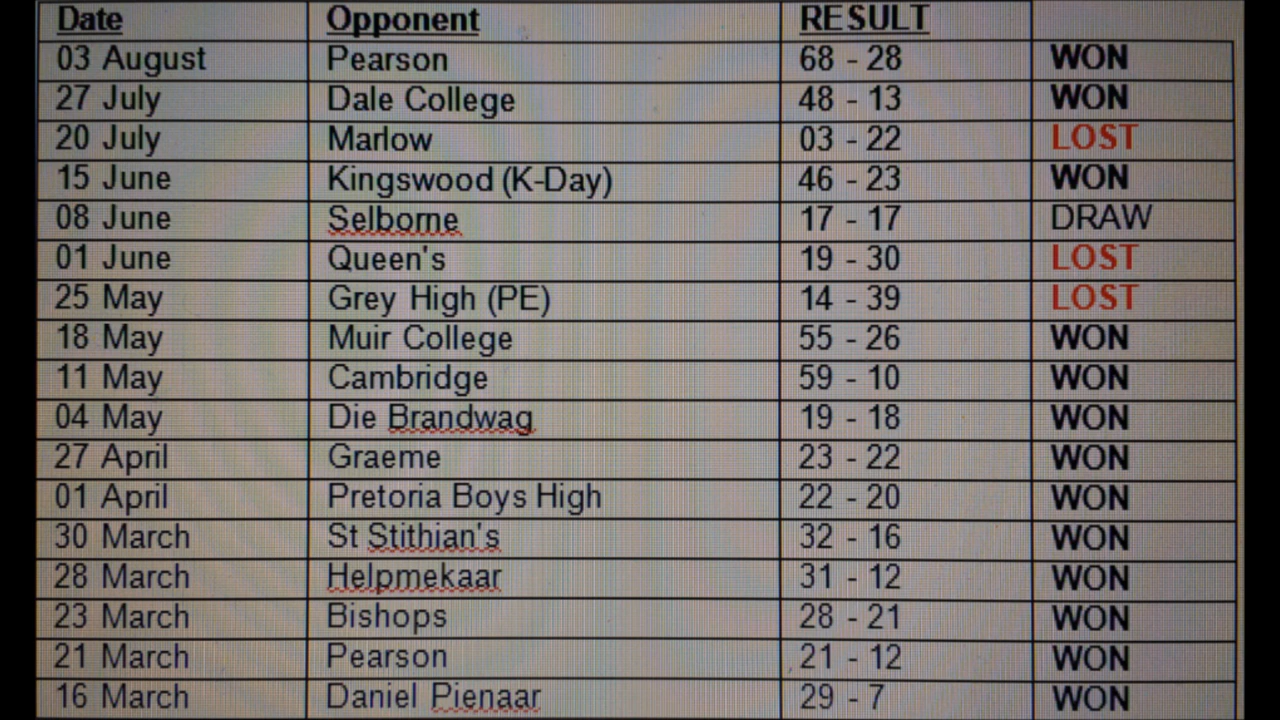 Date Opponent RESULT
03 August Pearson 68 - 28 WON
27 July Dale College 48 - 13 WON
20 July Marlow 03 - 22 LOST
15 June Kingswood (K-Day) 46 - 23 WON
08 June Selborne 17 - 17 DRAW
01 June Queen's 19 - 30 LOST
25 May Grey High (PE) 14 - 39 LOST
18 May Muir College 55 - 26 WON
11 May Cambridge 59 - 10 WON
04 May Die Brandwag 19 - 18 WON
27 April Graeme 23 - 22 WON
01 April Pretoria Boys High 22 - 20 WON
30 March St Stithian's 32 - 16 WON
28 March Helpmekaar 31 - 12 WON
23 March Bishops 28 - 21 WON
21 March Pearson 21 - 12 WON
16 March Daniel Pienaar 29 - 7 WON